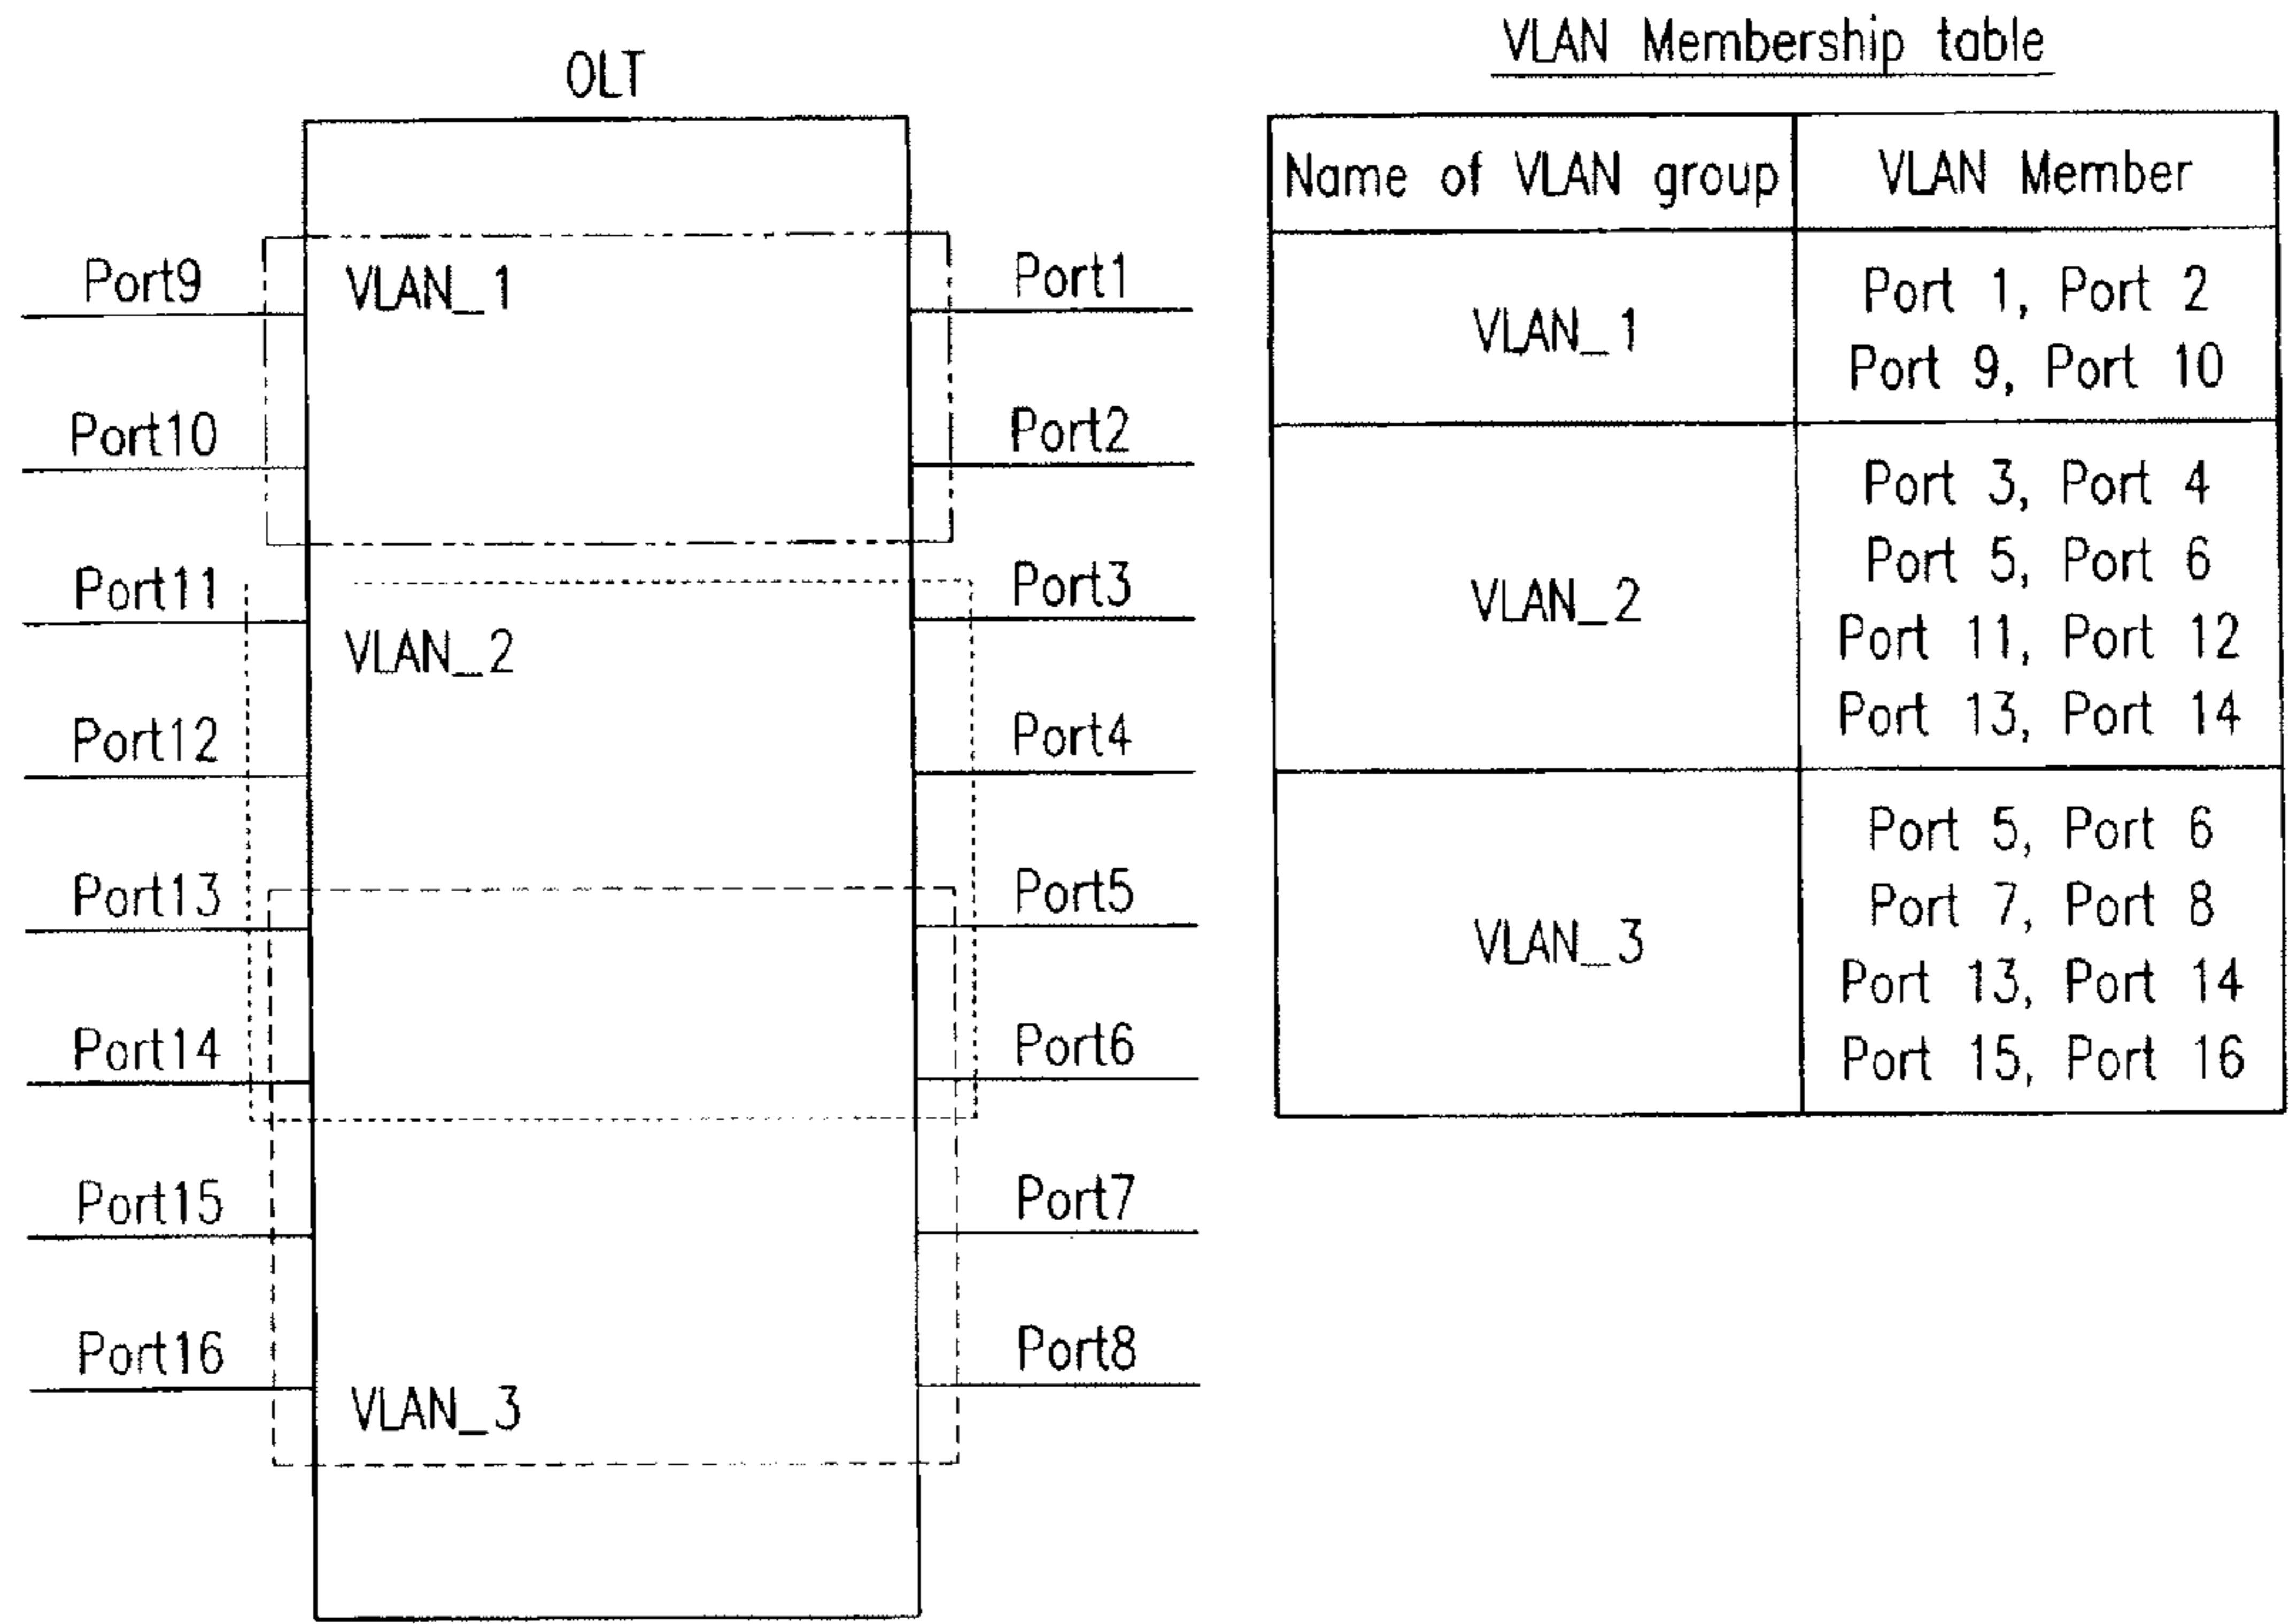 OLT
Port9
Port10
Port11
Port12
Port13
Port14
Port15
Port16
VLAN_1
VLAN_2
VLAN_3
Port1
Port2
Port3
Port4
Port5
Port6
Port7
Port8
VLAN Membership table
Name of VLAN group
VLAN Member
VLAN_1
Port 1, Port 2
Port 9, Port 10
VLAN_2
Port 3, Port 4
Port 5, Port 6
Port 11, Port 12
Port 13, Port 14
VLAN_3
Port 5, Port 6
Port 7, Port 8
Port 13, Port 14
Port 15, Port 16